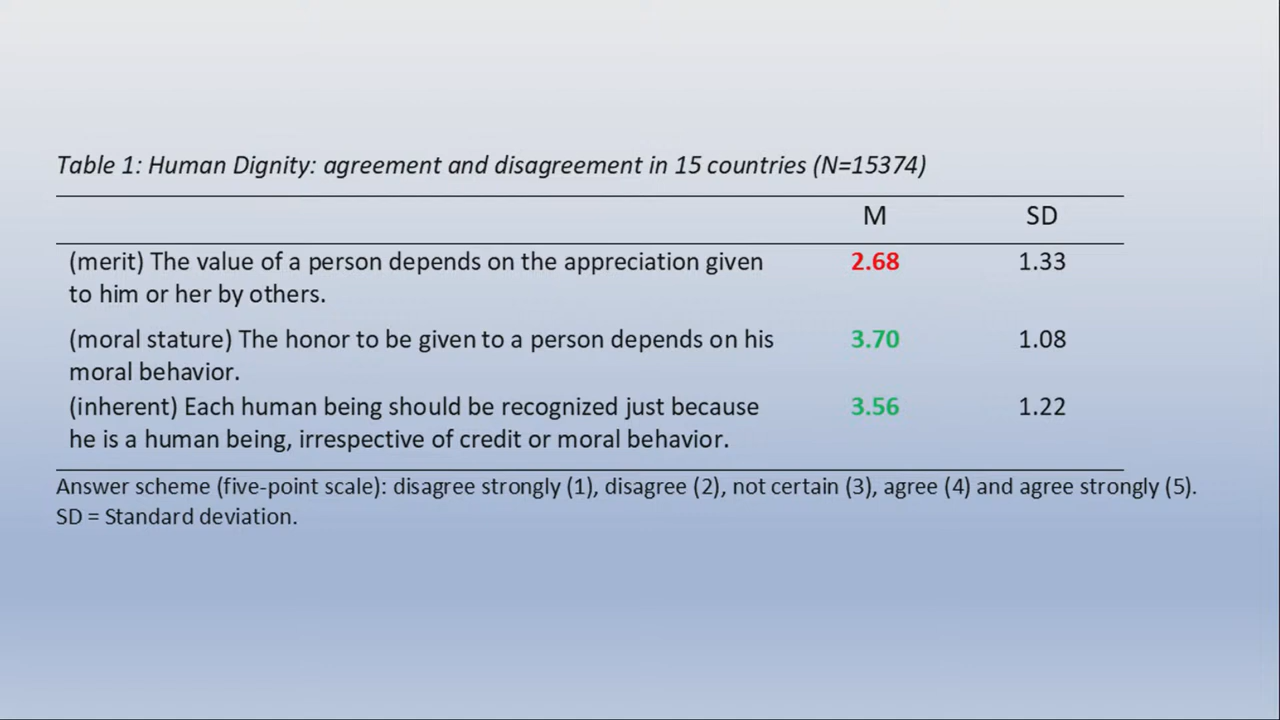 Table 1: Human Dignity: agreement and disagreement in 15 countries (N=15374)
M SD
(merit) The value of a person depends on the appreciation given 2.68 1.33
to him or her by others.
(moral stature) The honor to be given to a person depends on his 3.70 1.08
moral behavior.
(inherent) Each human being should be recognized just because 3.56 1.22
he is a human being, irrespective of credit or moral behavior.
Answer scheme (five-point scale): disagree strongly (1), disagree (2), not certain (3), agree (4) and agree strongly (5).
SD = Standard deviation.